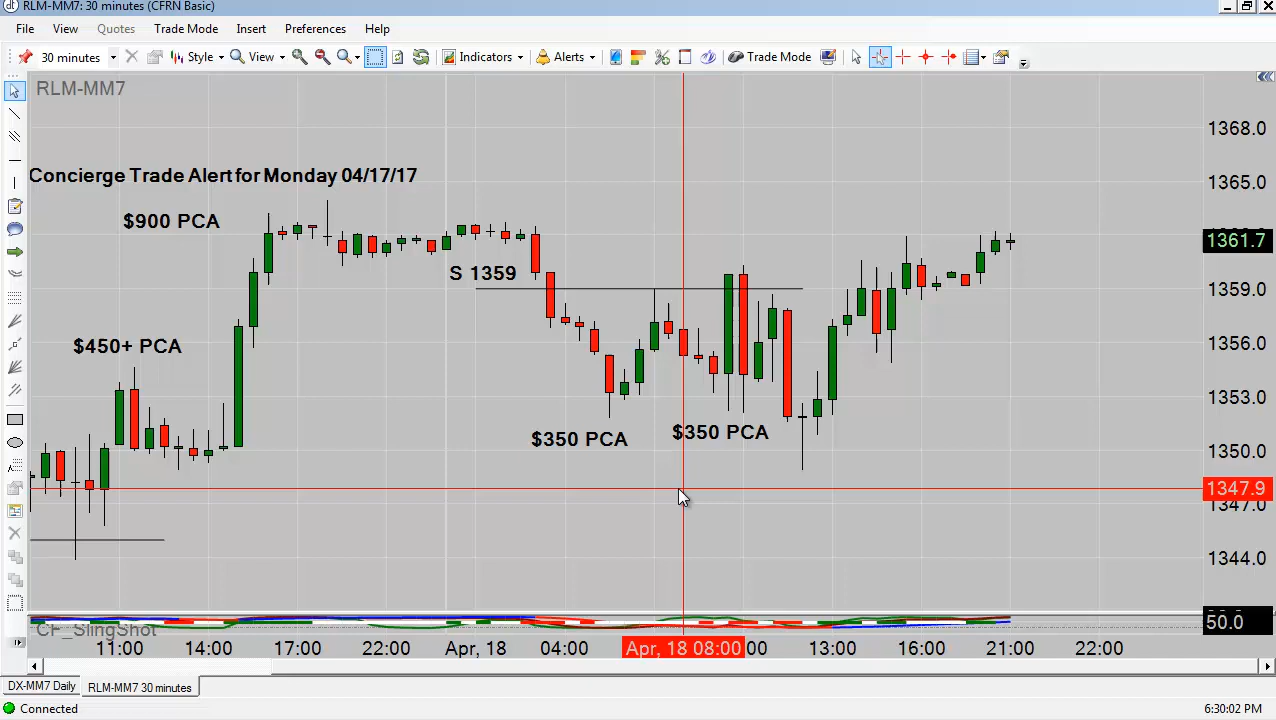 dt RLM-MM7: 30 minutes (CFRN Basic)
File View Quotes Trade Mode Insert Preferences Help
30 minutes Style View Indicators Alerts Trade Mode
RLM-MM7
1368.0
Concierge Trade Alert for Monday 04/17/17
1365.0
$900 PCA
1361.7
S 1359
1359.0
$450+ PCA
1356.0
1353.0
$350 PCA
$350 PCA
1350.0
1347.9
1347.0
1344.0
50.0
CF_SlingShot
11:00 14:00 17:00 22:00 Apr, 18 04:00 Apr, 18 08:00 13:00 16:00 21:00 22:00
DX-MM7 Daily RLM-MM7 30 minutes
Connected 6:30:02 PM